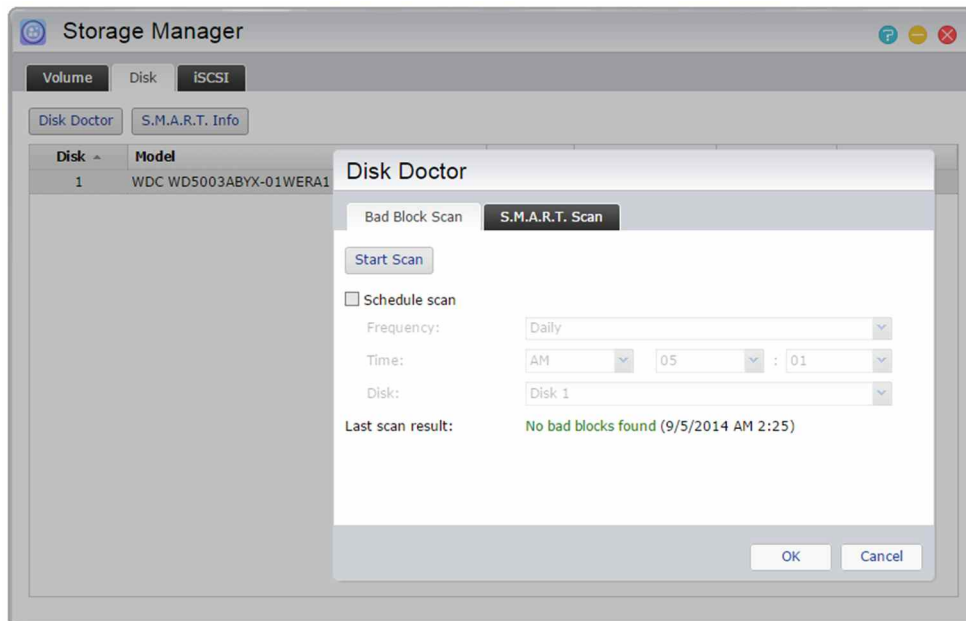 Storage Manager
Volume Disk iSCSI
Disk Doctor S.M.A.R.T. Info
Disk Model
1 WDC WD5003ABYX-01WERA1
Disk Doctor
Bad Block Scan S.M.A.R.T. Scan
Start Scan
Schedule scan
Frequency: Daily
Time: AM 05 : 01
Disk: Disk 1
Last scan result: No bad blocks found (9/5/2014 AM 2:25)
OK Cancel